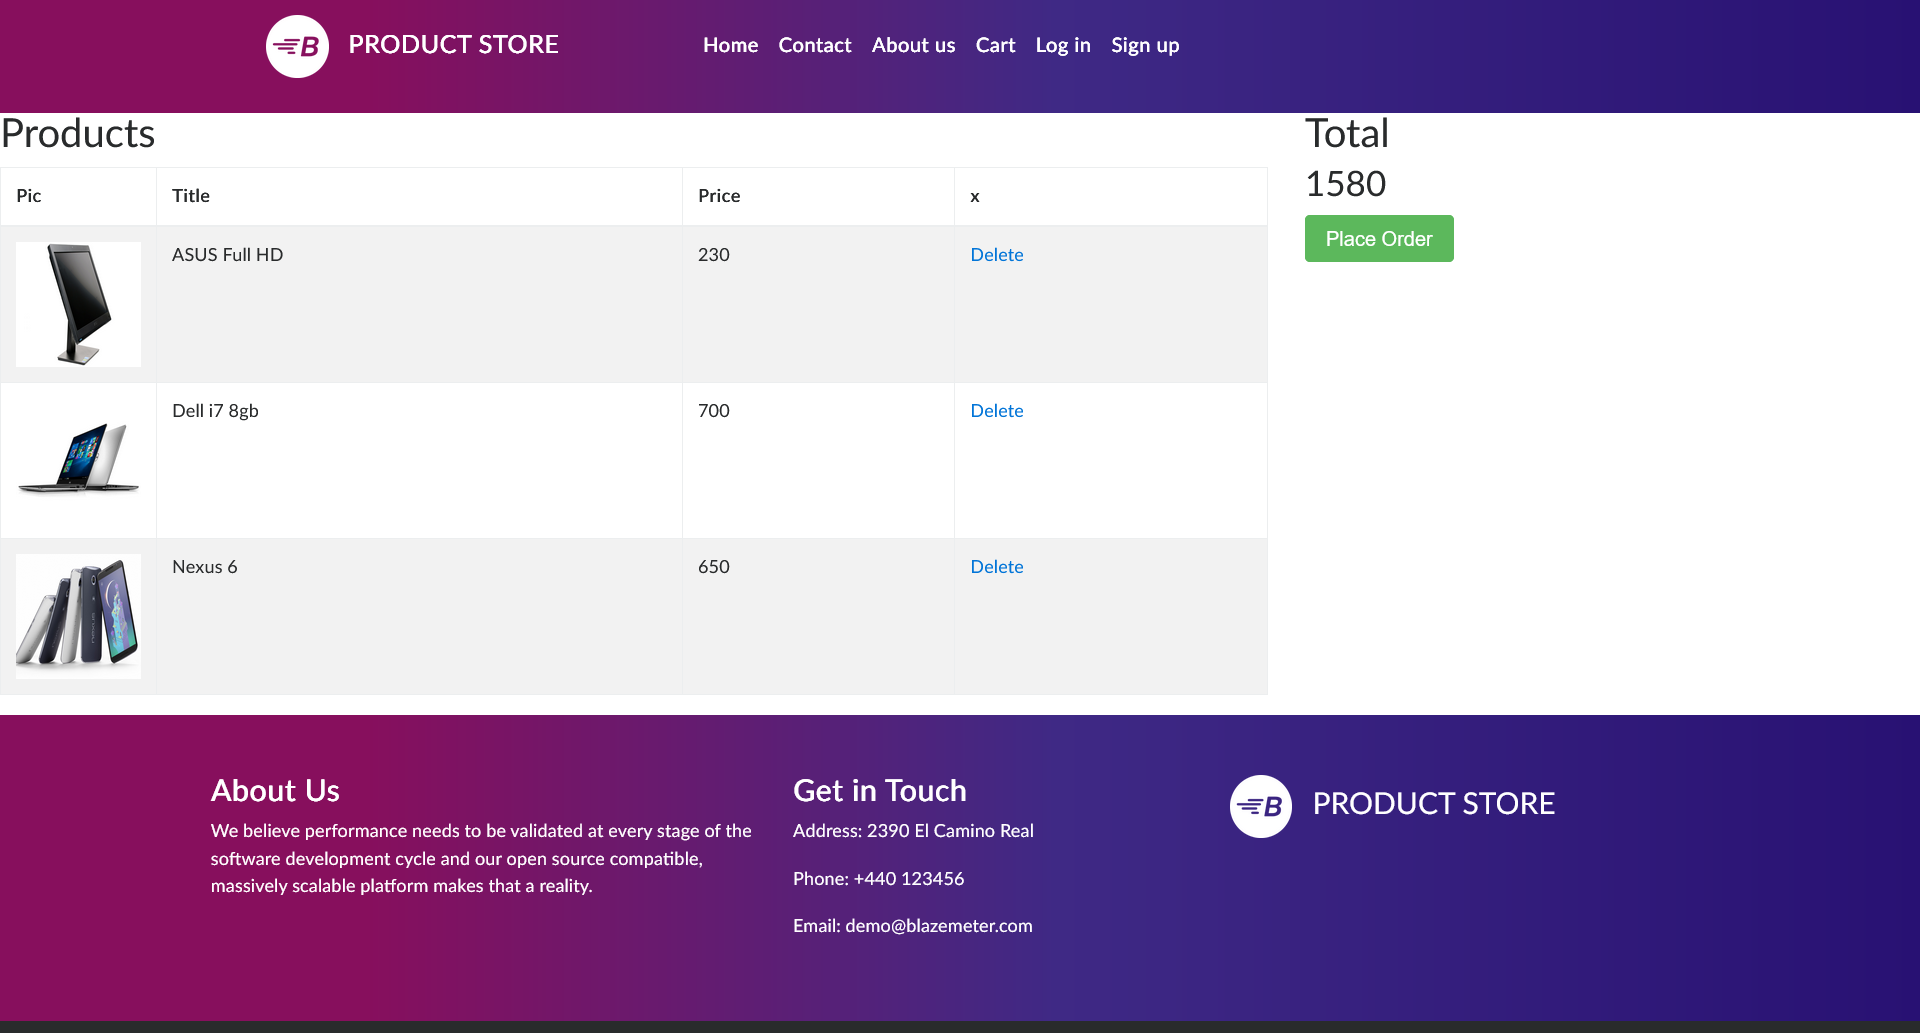 B PRODUCT STORE
Home Contact About us Cart Log in Sign up
Products
Total
1580
Place Order
Pic Title Price x
ASUS Full HD 230 Delete
Dell i7 8gb 700 Delete
Nexus 6 650 Delete
About Us
We believe performance needs to be validated at every stage of the
software development cycle and our open source compatible,
massively scalable platform makes that a reality.
Get in Touch
Address: 2390 El Camino Real
Phone: +440 123456
Email: demo@blazemeter.com
B PRODUCT STORE